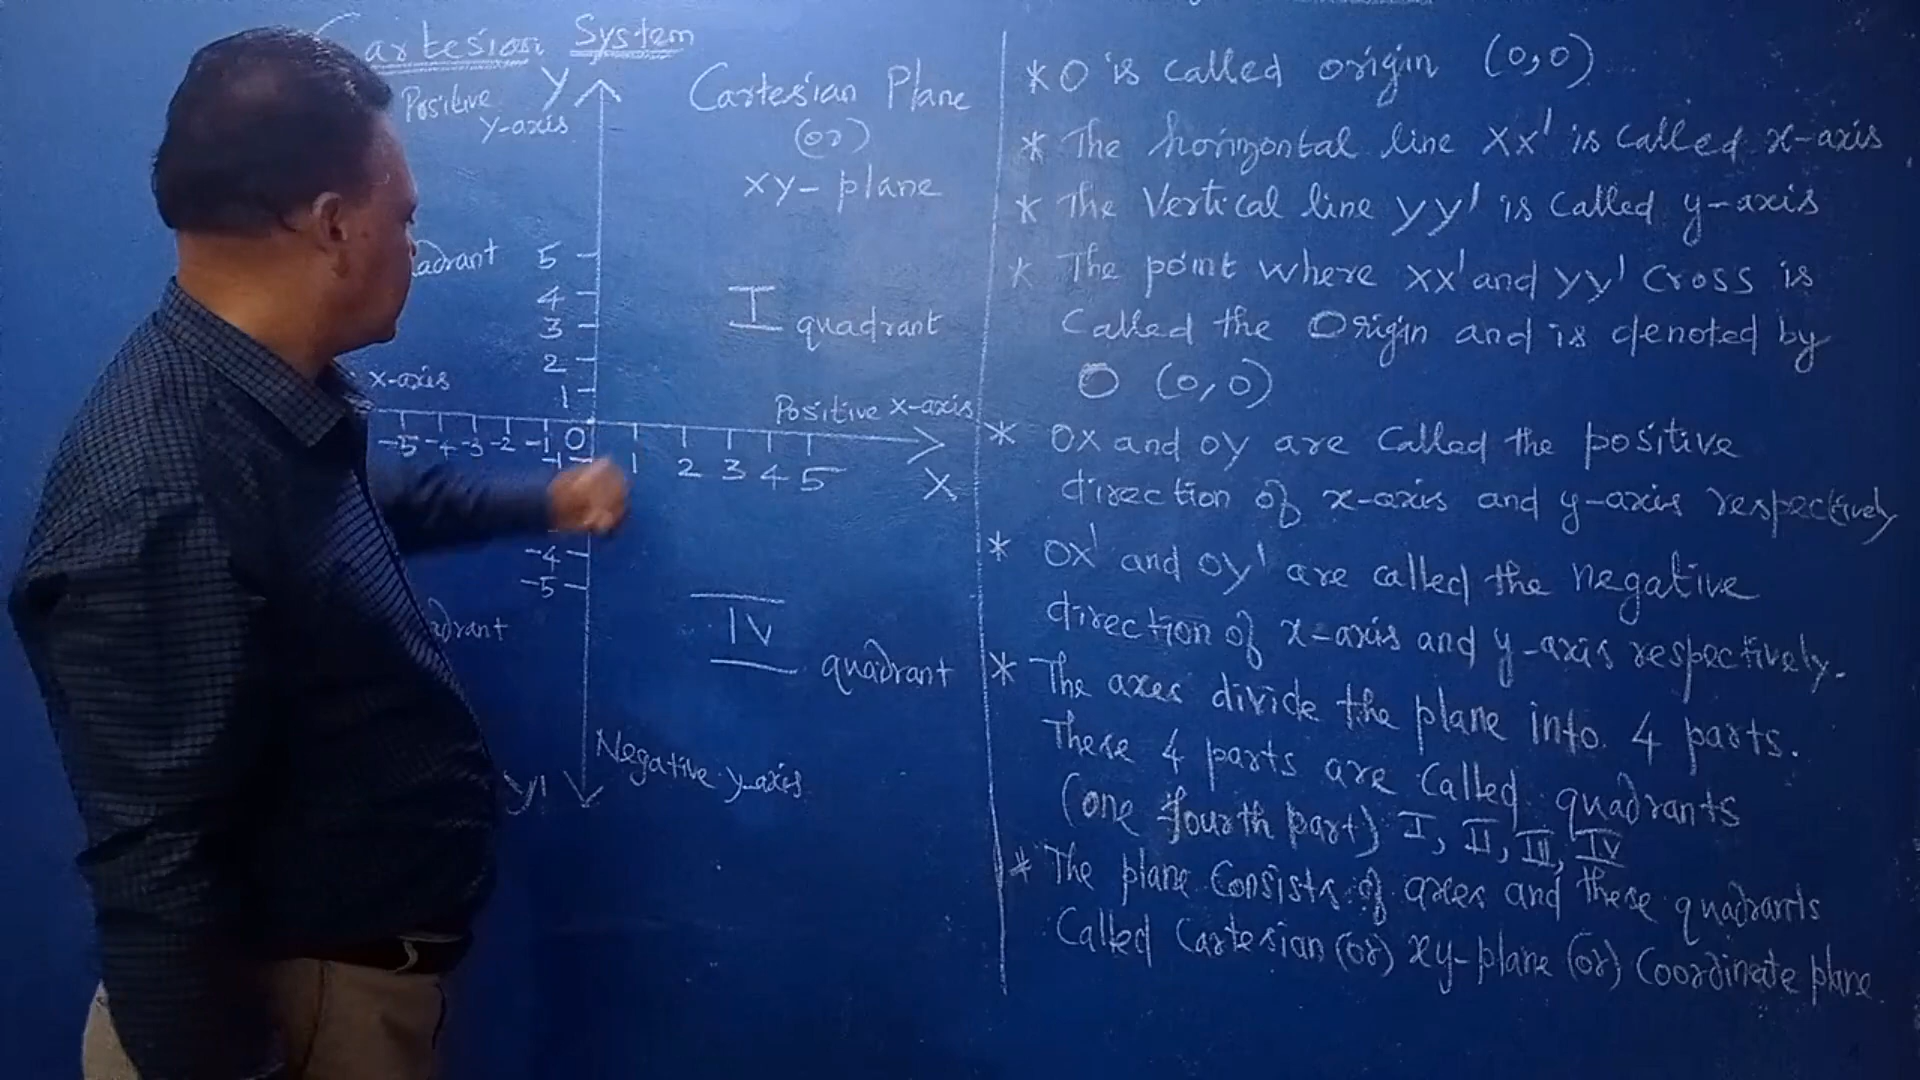 Cartesian System
Positive Y
y-axis
Cartesian Plane
(or)
xy-plane
5
4
3
2
1
I quadrant
x-axis
Positive x-axis
-5 -4 -3 -2 -1 O 1 2 3 4 5
-1
X
-4
-5
IV
quadrant
Negative y-axis
Y'
* O is called origin (0,0)
* The horizontal line XX' is called x-axis
* The Vertical line YY' is called y-axis
* The point where XX' and YY' cross is
Called the Origin and is denoted by
O (0,0)
* OX and OY are called the positive
direction of x-axis and y-axis respectively
* OX' and OY' are called the negative
direction of x-axis and y-axis respectively.
* The axes divide the plane into 4 parts.
These 4 parts are called quadrants
(one fourth part) I, II, III, IV
* The plane Consists of axes and these quadrants
Called Cartesian (or) xy-plane (or) Coordinate plane